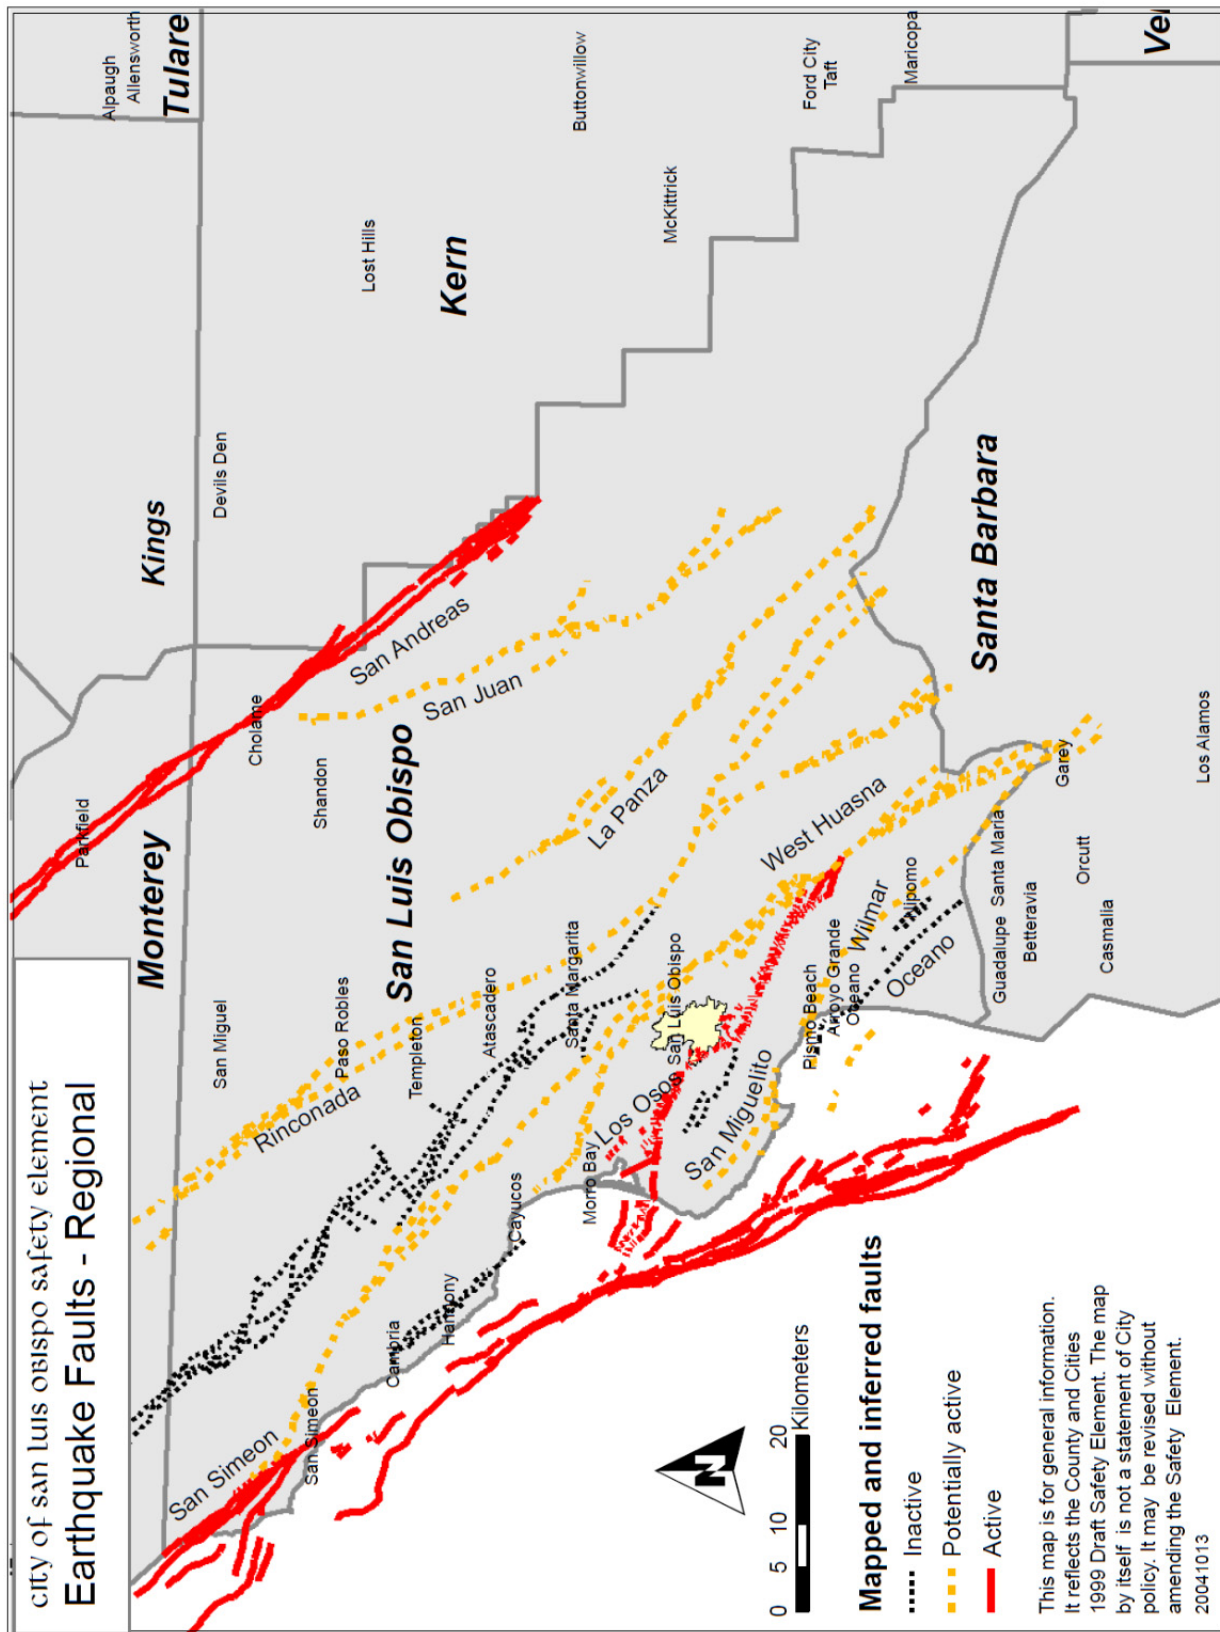 city of san luis obispo safety element
Earthquake Faults - Regional
Alpaugh
Allensworth
Tulare
Kings
Monterey
Parkfield
San Miguel
Devils Den
Cholame
Shandon
Paso Robles
Rinconada
Lost Hills
Kern
San Andreas
San Juan
San Luis Obispo
Templeton
Atascadero
San Simeon
San Simeon
Cambria
Harmony
Cayucos
Buttonwillow
McKittrick
Ford City
Taft
Maricopa
Ve
La Panza
Santa Margarita
Morro Bay
Los Osos
San Luis Obispo
San Miguelito
West Huasna
Pismo Beach
Arroyo Grande
Oceano
Wilmar
Nipomo
Oceano
Santa Barbara
Guadalupe
Santa Maria
Betteravia
Orcutt
Casmalia
Garey
Los Alamos
N
0 5 10 20
Kilometers
Mapped and inferred faults
Inactive
Potentially active
Active
This map is for general information.
It reflects the County and Cities
1999 Draft Safety Element. The map
by itself is not a statement of City
policy. It may be revised without
amending the Safety Element.
20041013